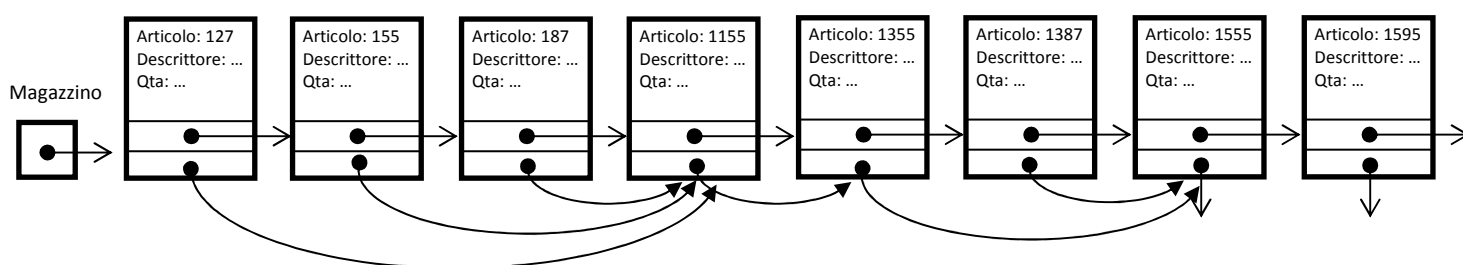 Magazzino
Articolo: 127
Descrittore: ...
Qta: ...
Articolo: 155
Descrittore: ...
Qta: ...
Articolo: 187
Descrittore: ...
Qta: ...
Articolo: 1155
Descrittore: ...
Qta: ...
Articolo: 1355
Descrittore: ...
Qta: ...
Articolo: 1387
Descrittore: ...
Qta: ...
Articolo: 1555
Descrittore: ...
Qta: ...
Articolo: 1595
Descrittore: ...
Qta: ...